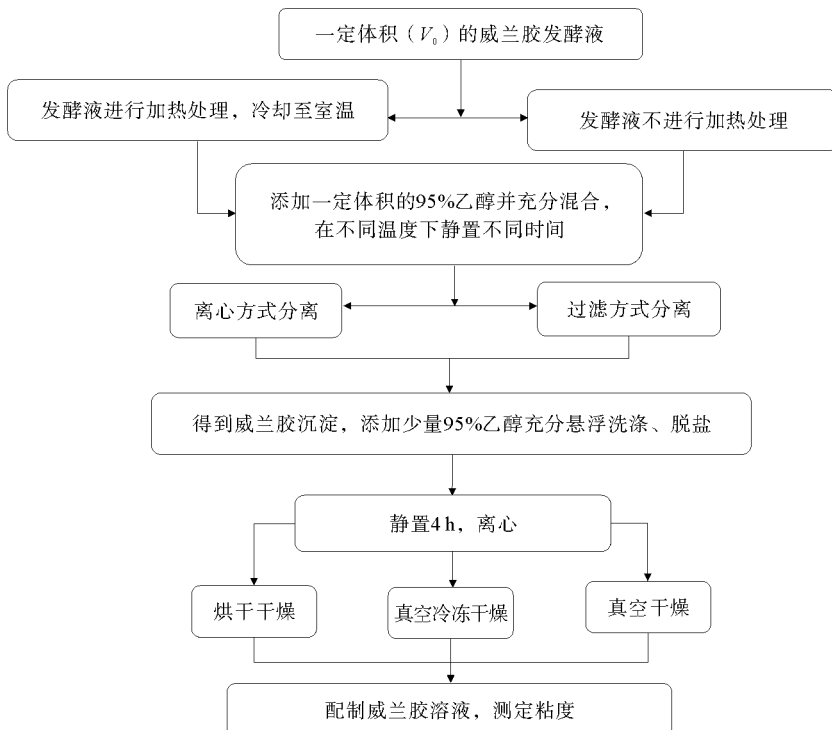 一定体积（V₀）的威兰胶发酵液
发酵液进行加热处理，冷却至室温
发酵液不进行加热处理
添加一定体积的95%乙醇并充分混合，
在不同温度下静置不同时间
离心方式分离
过滤方式分离
得到威兰胶沉淀，添加少量95%乙醇充分悬浮洗涤、脱盐
静置4 h，离心
烘干干燥
真空冷冻干燥
真空干燥
配制威兰胶溶液，测定粘度